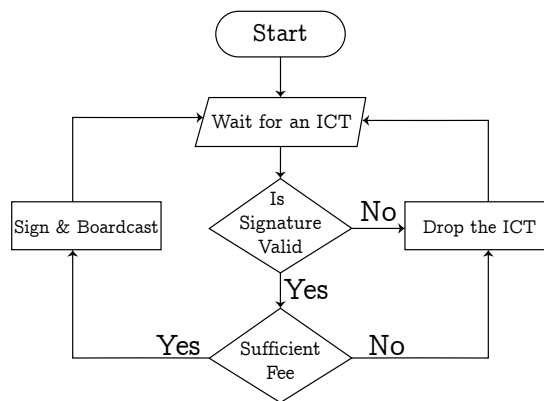 Start
Wait for an ICT
Is
Signature
Valid
No
Sign & Boardcast
Drop the ICT
Yes
Yes
Sufficient
Fee
No